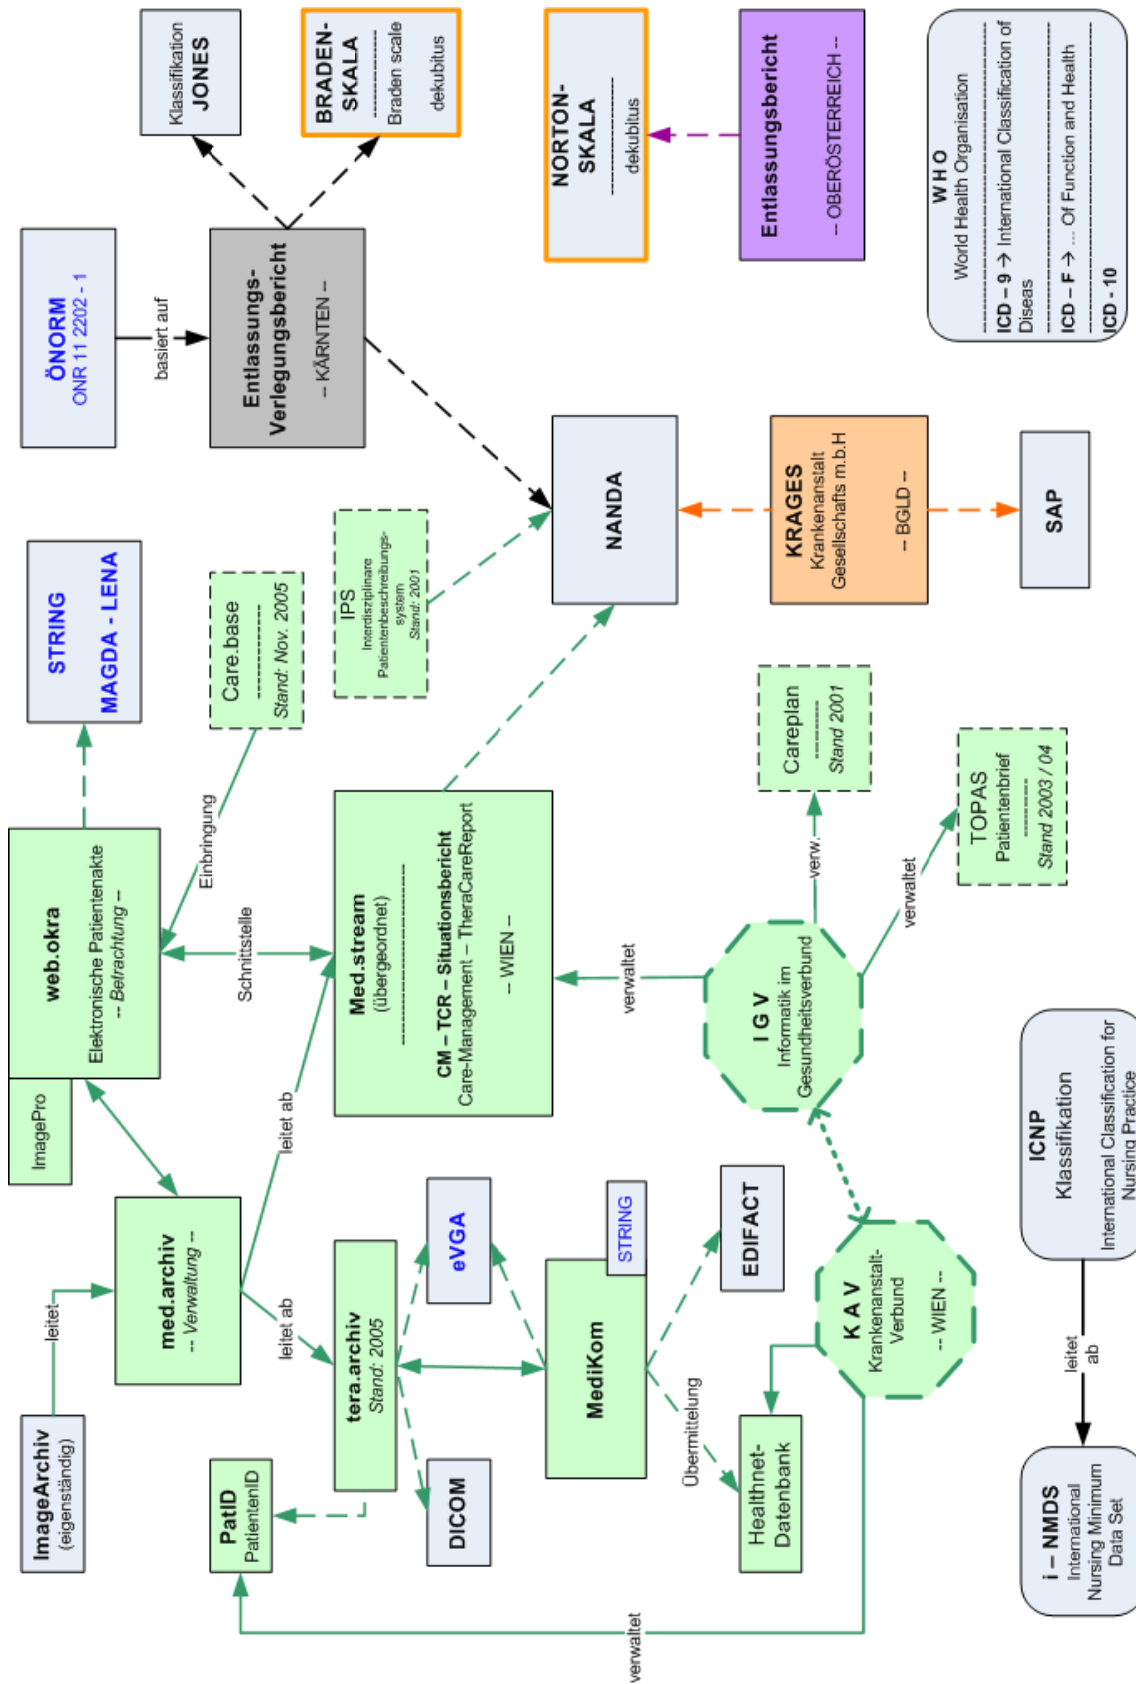 ImageArchiv
(eigenständig)
leitet
med.archiv
-- Verwaltung --
ImagePro
web.okra
Elektronische Patientenakte
-- Betrachtung --
STRING
MAGDA - LENA
ÖNORM
ONR 11 2202 - 1
basiert auf
Klassifikation
JONES
PatID
PatientenID
leitet ab
leitet ab
Schnittstelle
Einbringung
Care.base
------------
Stand: Nov. 2005
Entlassungs-
Verlegungsbericht
-- KÄRNTEN --
BRADEN-
SKALA
------------
Braden scale
dekubitus
tera.archiv
Stand: 2005
Med.stream
(übergeordnet)
------------------------
CM – TCR – Situationsbericht
Care-Management – TheraCareReport
-- WIEN --
IPS
Interdisziplinare
Patientenbeschreibungs-
system
Stand: 2001
DICOM
eVGA
MediKom
STRING
NANDA
NORTON-
SKALA
------------
dekubitus
Übermittelung
verwaltet
verwaltet
Healthnet-
Datenbank
EDIFACT
I G V
Informatik im
Gesundheitsverbund
verw.
verwaltet
Careplan
----------
Stand 2001
KRAGES
Krankenanstalt
Gesellschafts m.b.H
-- BGLD --
Entlassungsbericht
-- OBERÖSTERREICH --
K A V
Krankenanstalt-
Verbund
-- WIEN --
TOPAS
Patientenbrief
----------
Stand 2003 / 04
SAP
W H O
World Health Organisation
------------------------------
ICD – 9 → International Classification of
Diseas
------------------------------
ICD – F → ... Of Function and Health
------------------------------
ICD - 10
i – NMDS
International
Nursing Minimum
Data Set
leitet
ab
ICNP
Klassifikation
International Classification for
Nursing Practice